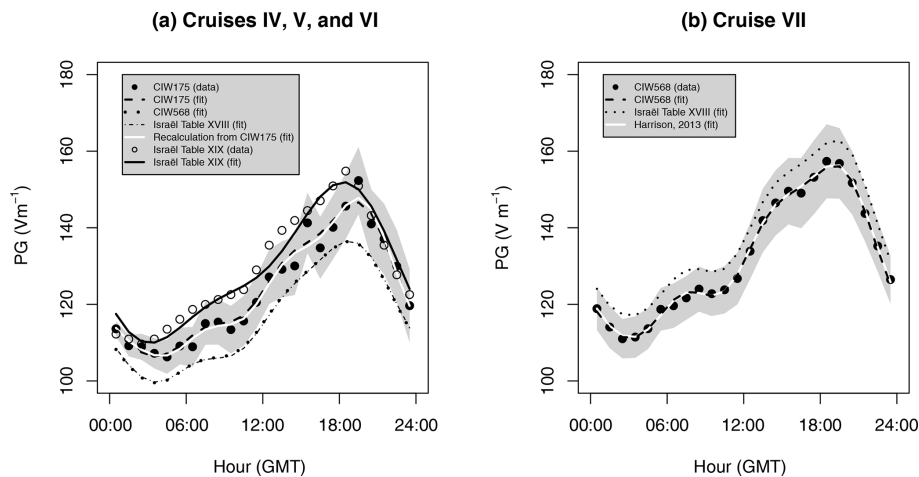 (a) Cruises IV, V, and VI
PG (Vm−1)
180
160
140
120
100
CIW175 (data)
CIW175 (fit)
CIW568 (fit)
Israël Table XVIII (fit)
Recalculation from CIW175 (fit)
Israël Table XIX (data)
Israël Table XIX (fit)
00:00 06:00 12:00 18:00 24:00
Hour (GMT)
(b) Cruise VII
PG (V m−1)
180
160
140
120
100
CIW568 (data)
CIW568 (fit)
Israël Table XVIII (fit)
Harrison, 2013 (fit)
00:00 06:00 12:00 18:00 24:00
Hour (GMT)